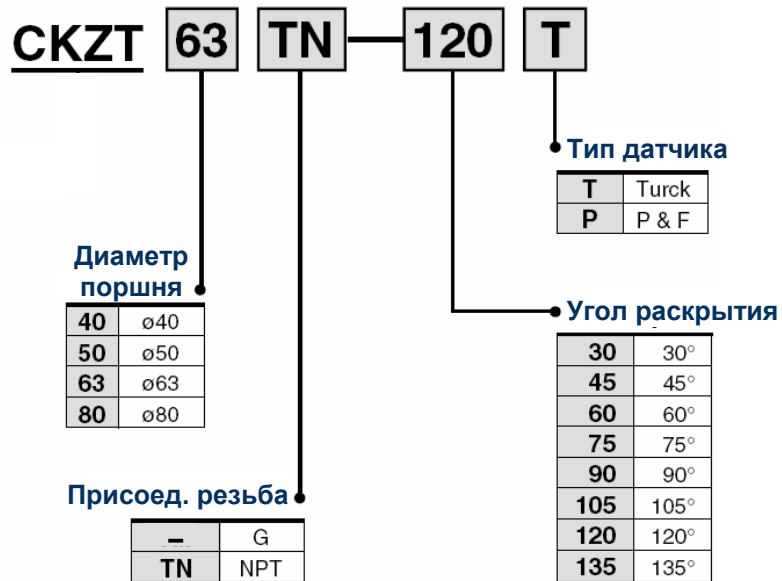 CKZT 63 TN — 120 T
Тип датчика
T Turck
P P & F
Диаметр
поршня
40 ø40
50 ø50
63 ø63
80 ø80
Угол раскрытия
30 30°
45 45°
60 60°
75 75°
90 90°
105 105°
120 120°
135 135°
Присоед. резьба
– G
TN NPT